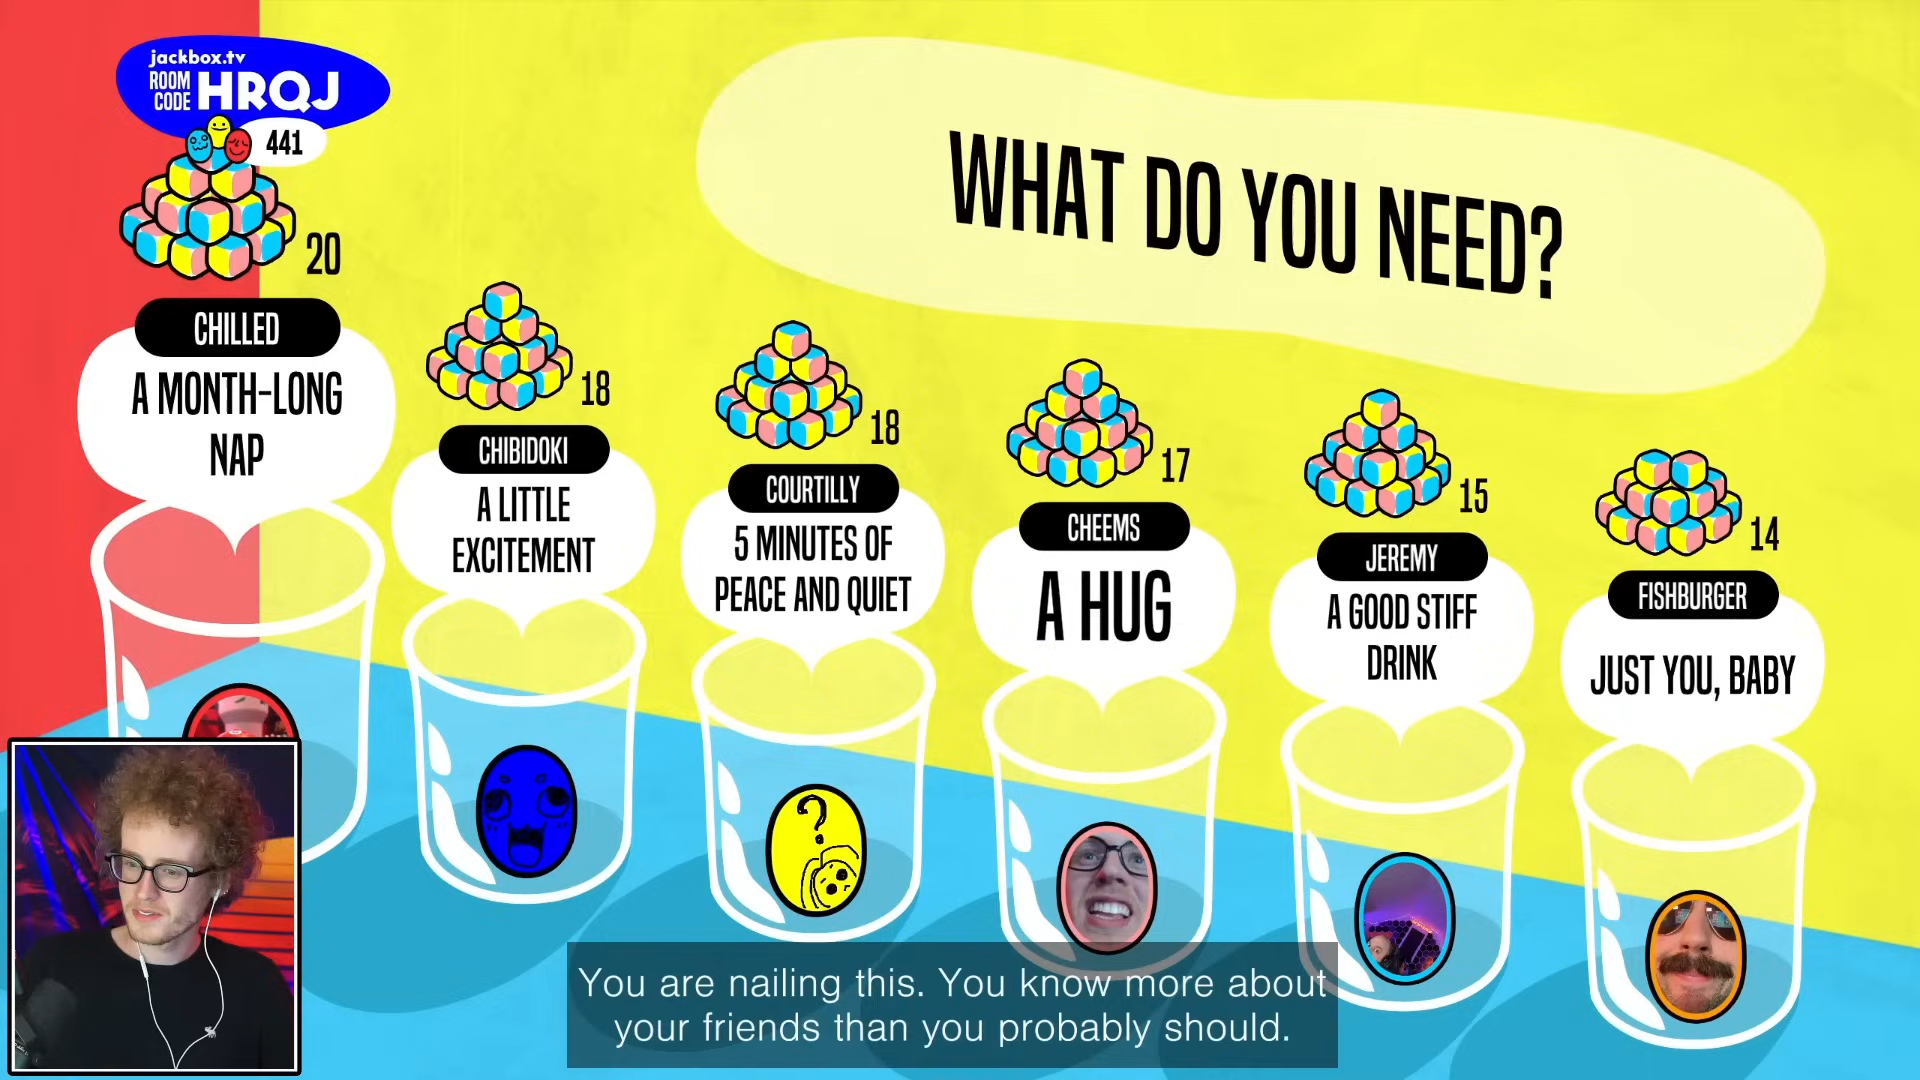 jackbox.tv
ROOM
CODE
HRQJ
441
WHAT DO YOU NEED?
20
CHILLED
A MONTH-LONG
NAP
18
CHIBIDOKI
A LITTLE
EXCITEMENT
18
COURTILLY
5 MINUTES OF
PEACE AND QUIET
17
CHEEMS
A HUG
15
JEREMY
A GOOD STIFF
DRINK
14
FISHBURGER
JUST YOU, BABY
?
You are nailing this. You know more about
your friends than you probably should.